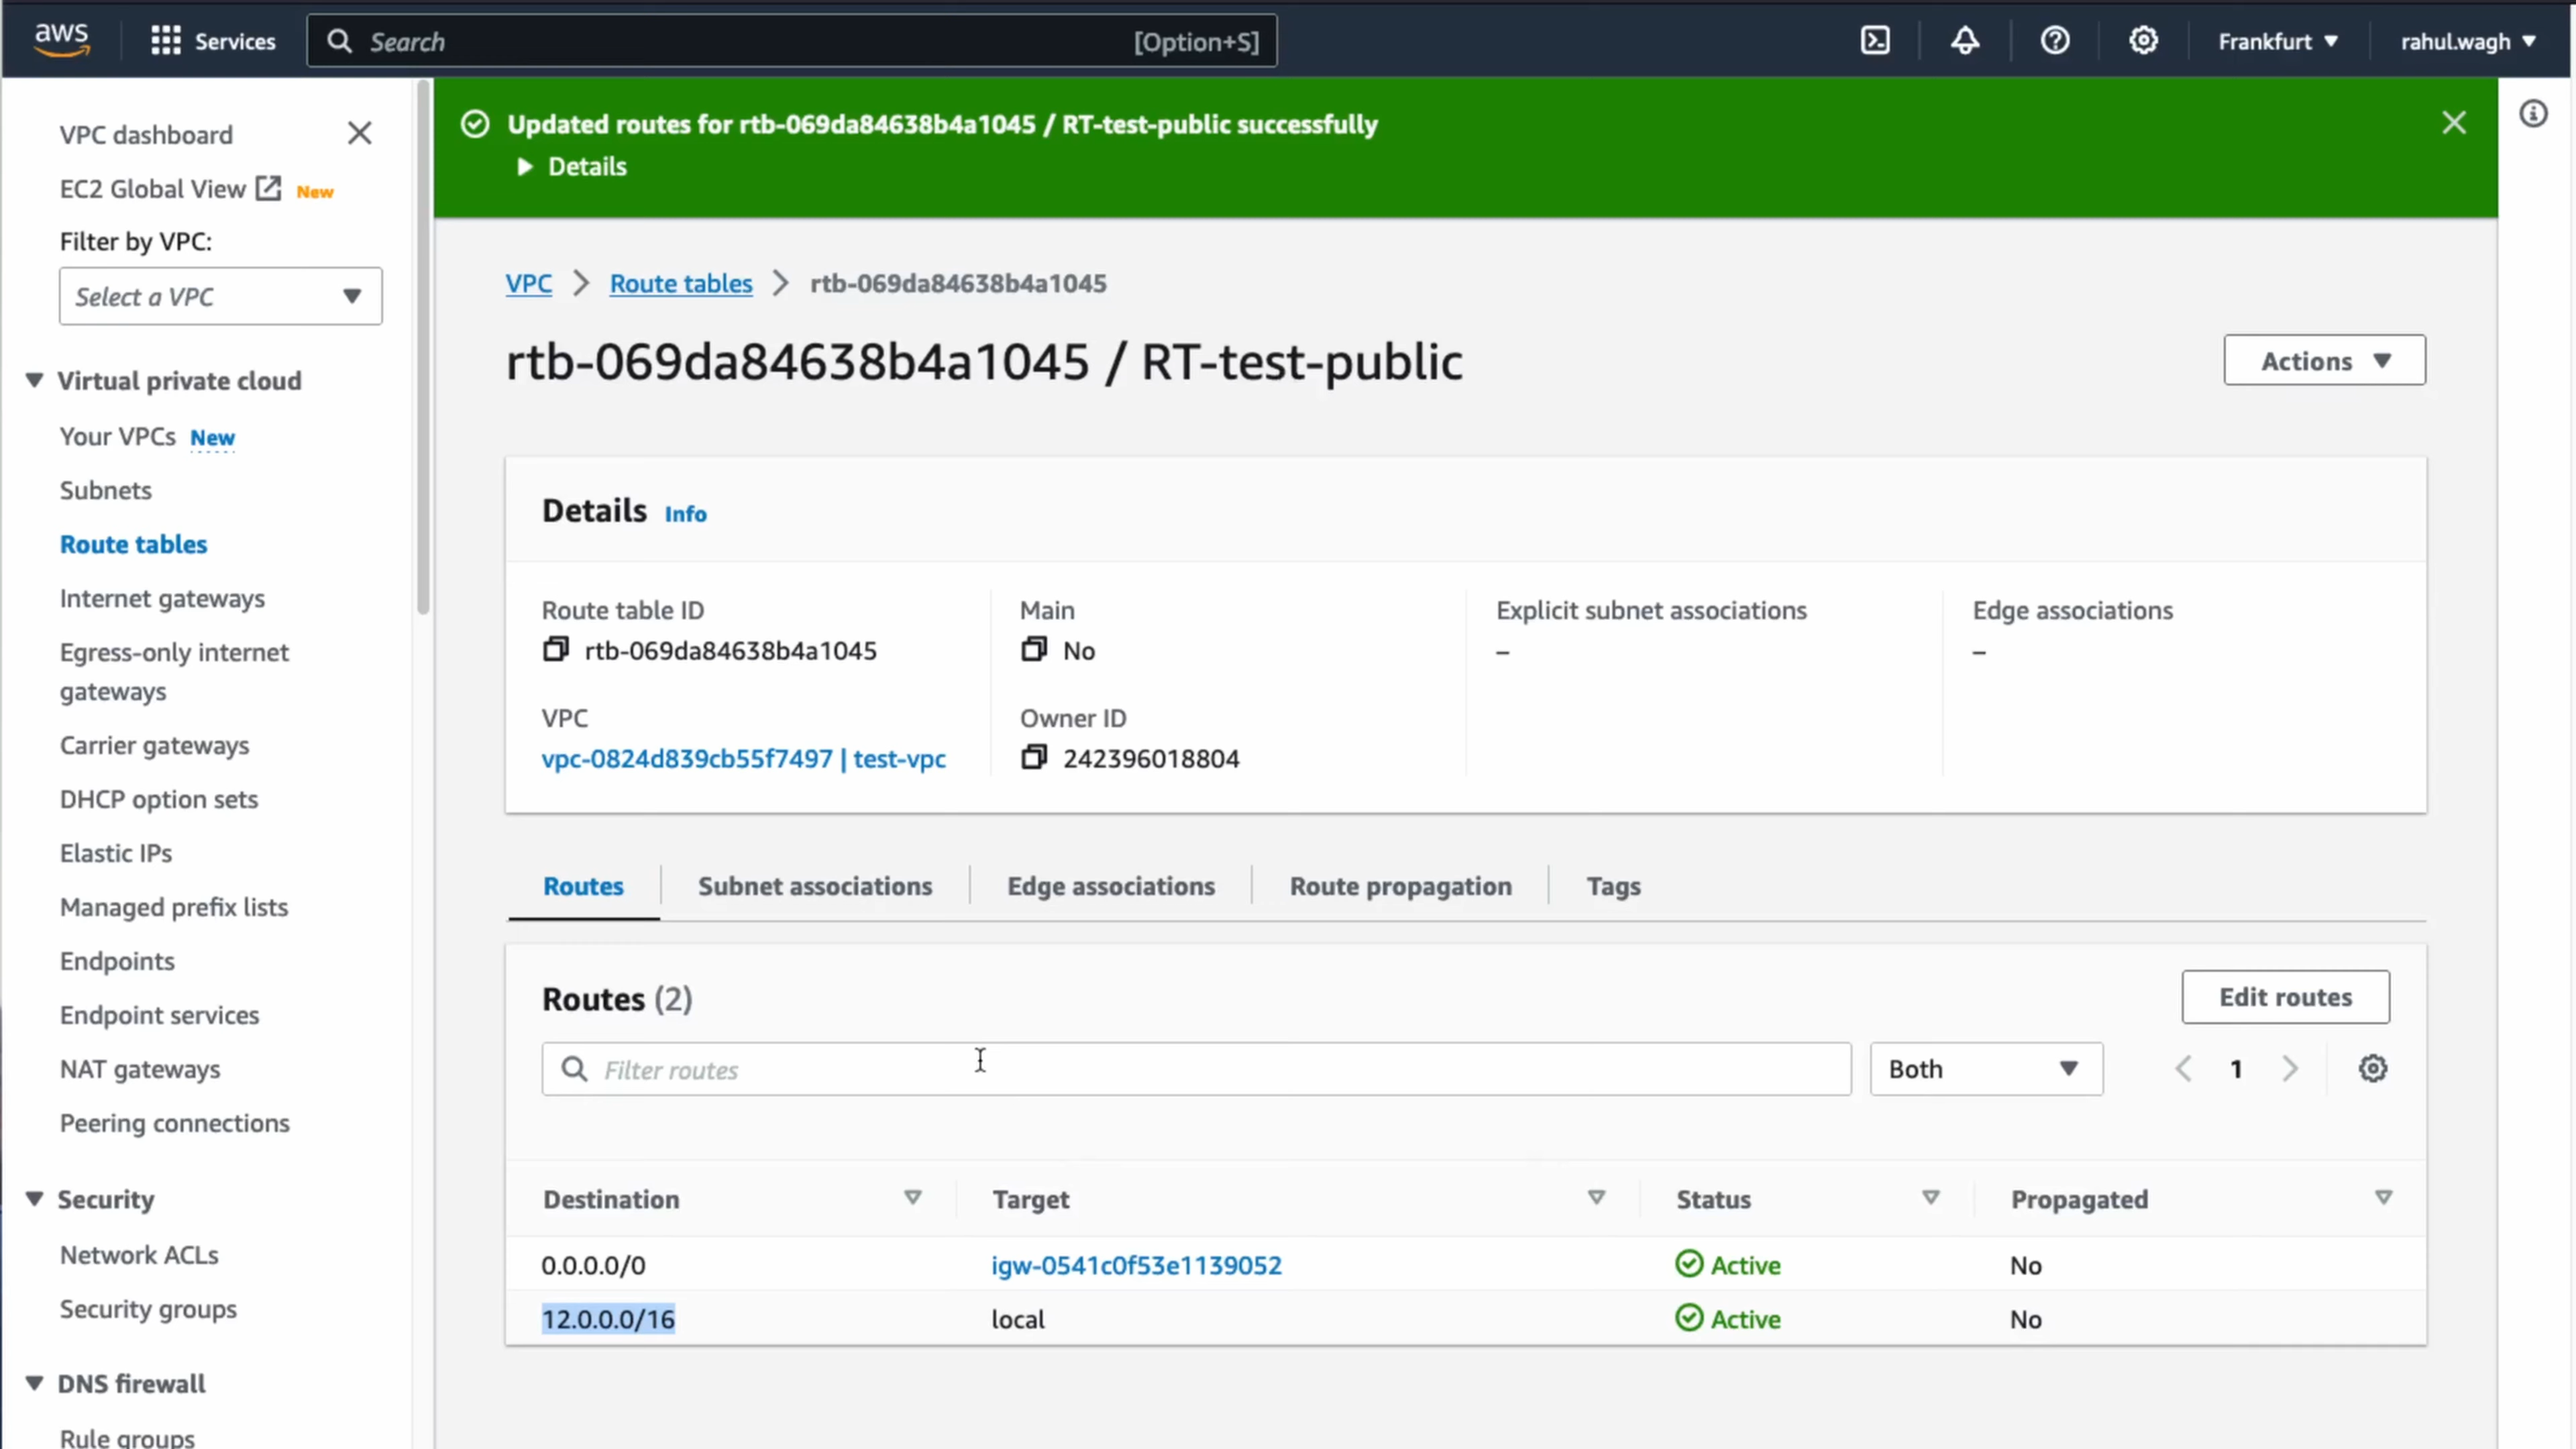 aws
Services
Search
[Option+S]
Frankfurt
rahul.wagh
VPC dashboard
EC2 Global View New
Filter by VPC:
Select a VPC
Virtual private cloud
Your VPCs New
Subnets
Route tables
Internet gateways
Egress-only internet
gateways
Carrier gateways
DHCP option sets
Elastic IPs
Managed prefix lists
Endpoints
Endpoint services
NAT gateways
Peering connections
Security
Network ACLs
Security groups
DNS firewall
Rule groups
Updated routes for rtb-069da84638b4a1045 / RT-test-public successfully
Details
VPC
Route tables
rtb-069da84638b4a1045
rtb-069da84638b4a1045 / RT-test-public
Actions
Details Info
Route table ID
rtb-069da84638b4a1045
Main
No
Explicit subnet associations
–
Edge associations
–
VPC
vpc-0824d839cb55f7497 | test-vpc
Owner ID
242396018804
Routes
Subnet associations
Edge associations
Route propagation
Tags
Routes (2)
Edit routes
Filter routes
Both
1
Destination Target Status Propagated
0.0.0.0/0 igw-0541c0f53e1139052 Active No
12.0.0.0/16 local Active No